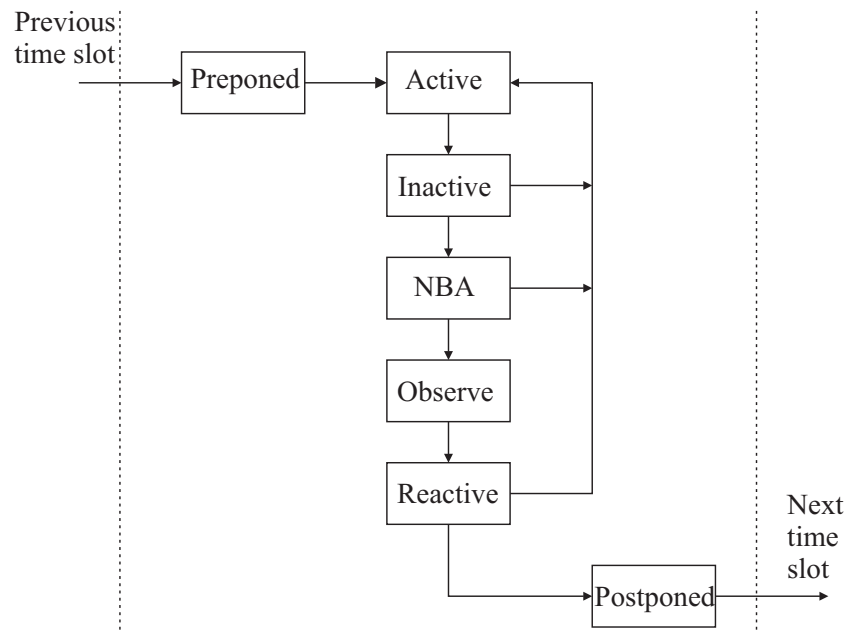 Previous
time slot
Preponed
Active
Inactive
NBA
Observe
Reactive
Next
time
slot
Postponed